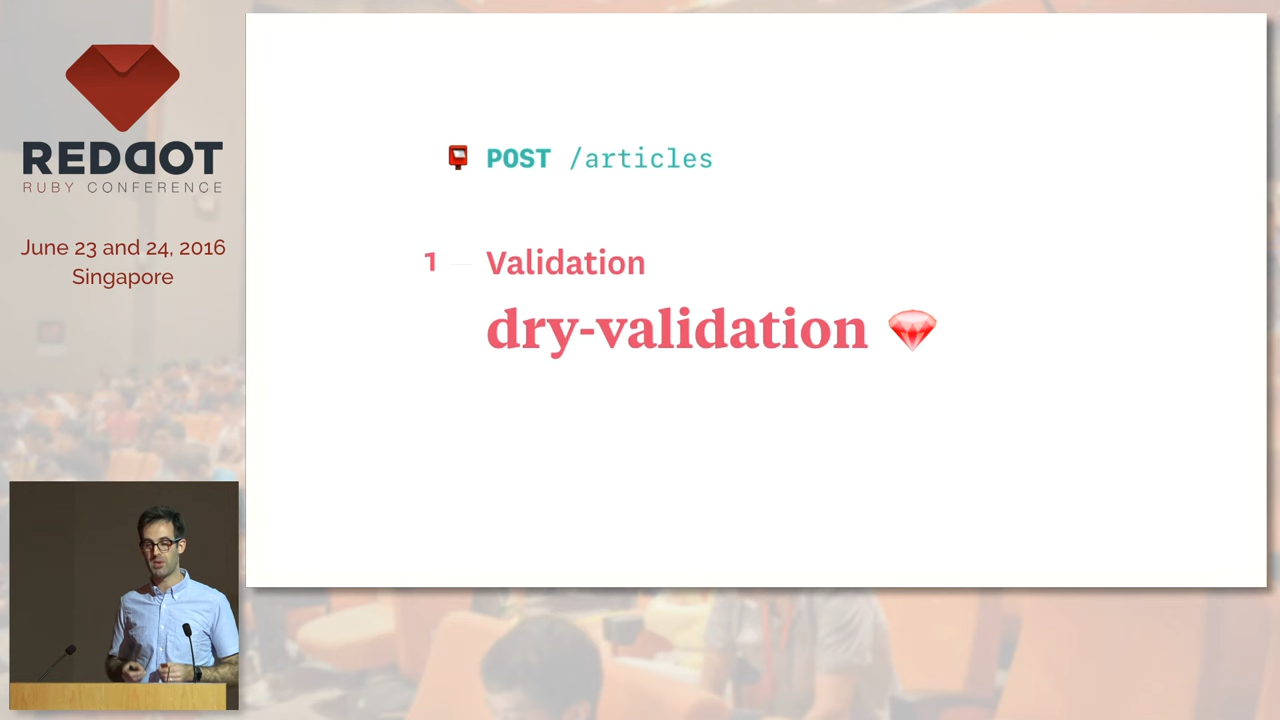 REDDOT
RUBY CONFERENCE
June 23 and 24, 2016
Singapore
POST /articles
1 — Validation
dry-validation